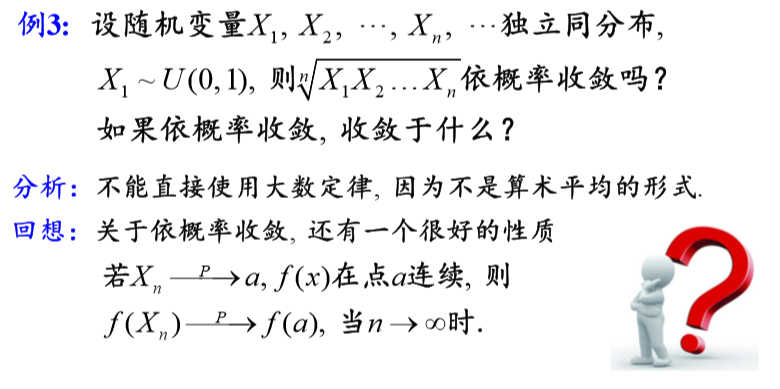 例3: 设随机变量X₁, X₂, ⋯, Xₙ, ⋯独立同分布,
X₁ ~ U(0,1), 则ⁿ√(X₁X₂…Xₙ)依概率收敛吗？
如果依概率收敛, 收敛于什么？
分析：不能直接使用大数定律, 因为不是算术平均的形式.
回想：关于依概率收敛, 还有一个很好的性质
若Xₙ —P→ a, f(x)在点a连续, 则
f(Xₙ) —P→ f(a), 当n → ∞时.